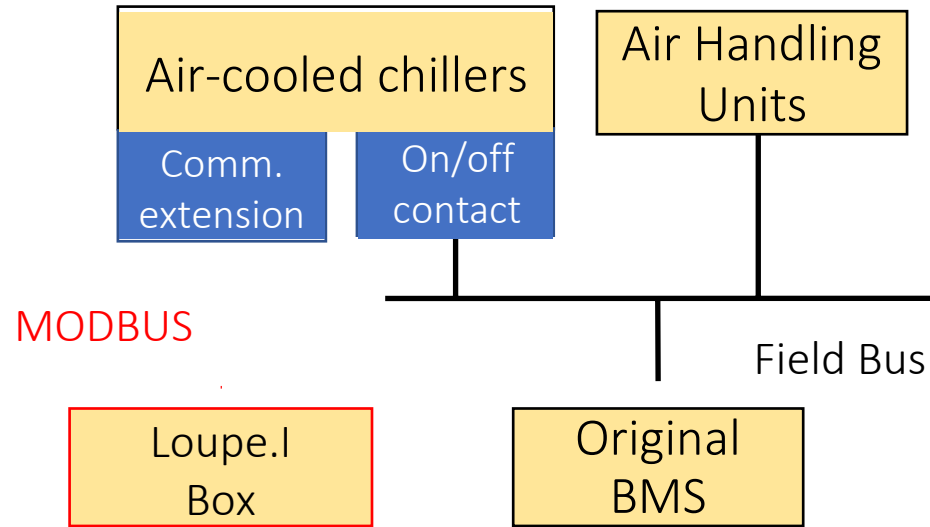 Air-cooled chillers
Air Handling
Units
Comm.
extension
On/off
contact
MODBUS
Field Bus
Loupe.I
Box
Original
BMS